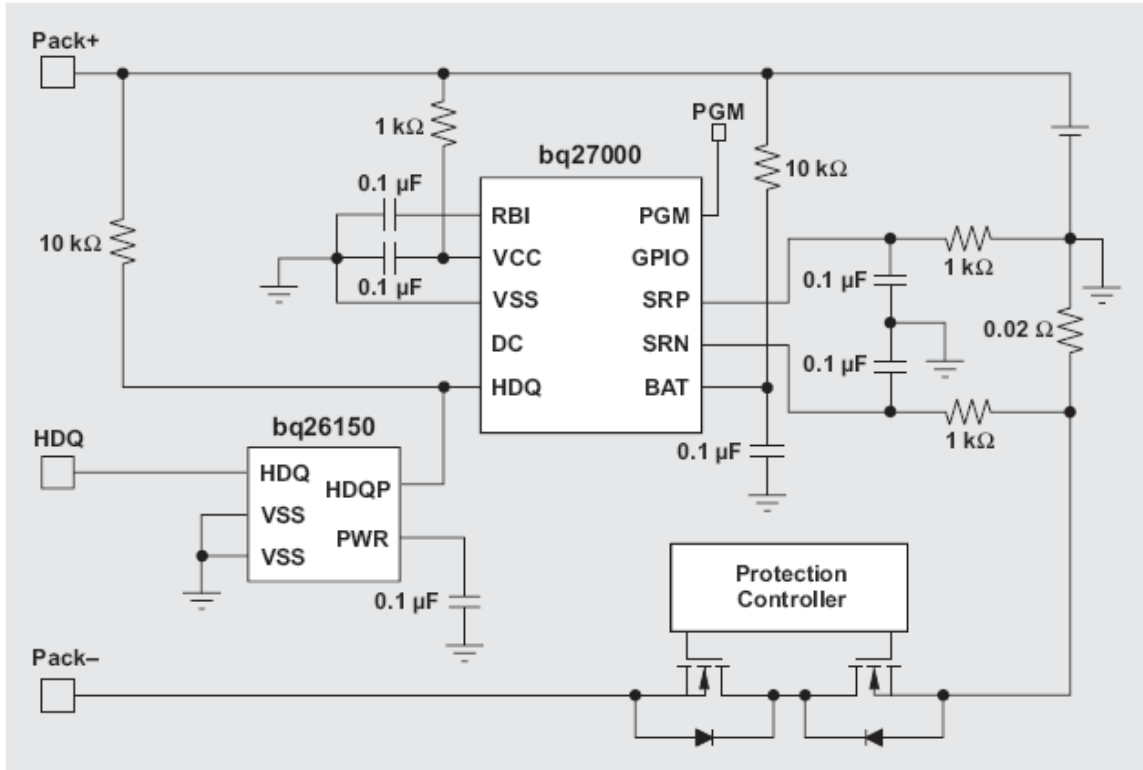 Pack+
1 kΩ
PGM
bq27000
10 kΩ
0.1 µF
RBI
PGM
10 kΩ
VCC
GPIO
0.1 µF
1 kΩ
0.1 µF
VSS
SRP
0.02 Ω
DC
SRN
0.1 µF
HDQ
BAT
bq26150
1 kΩ
HDQ
0.1 µF
HDQ
HDQP
VSS
PWR
VSS
0.1 µF
Protection
Controller
Pack–